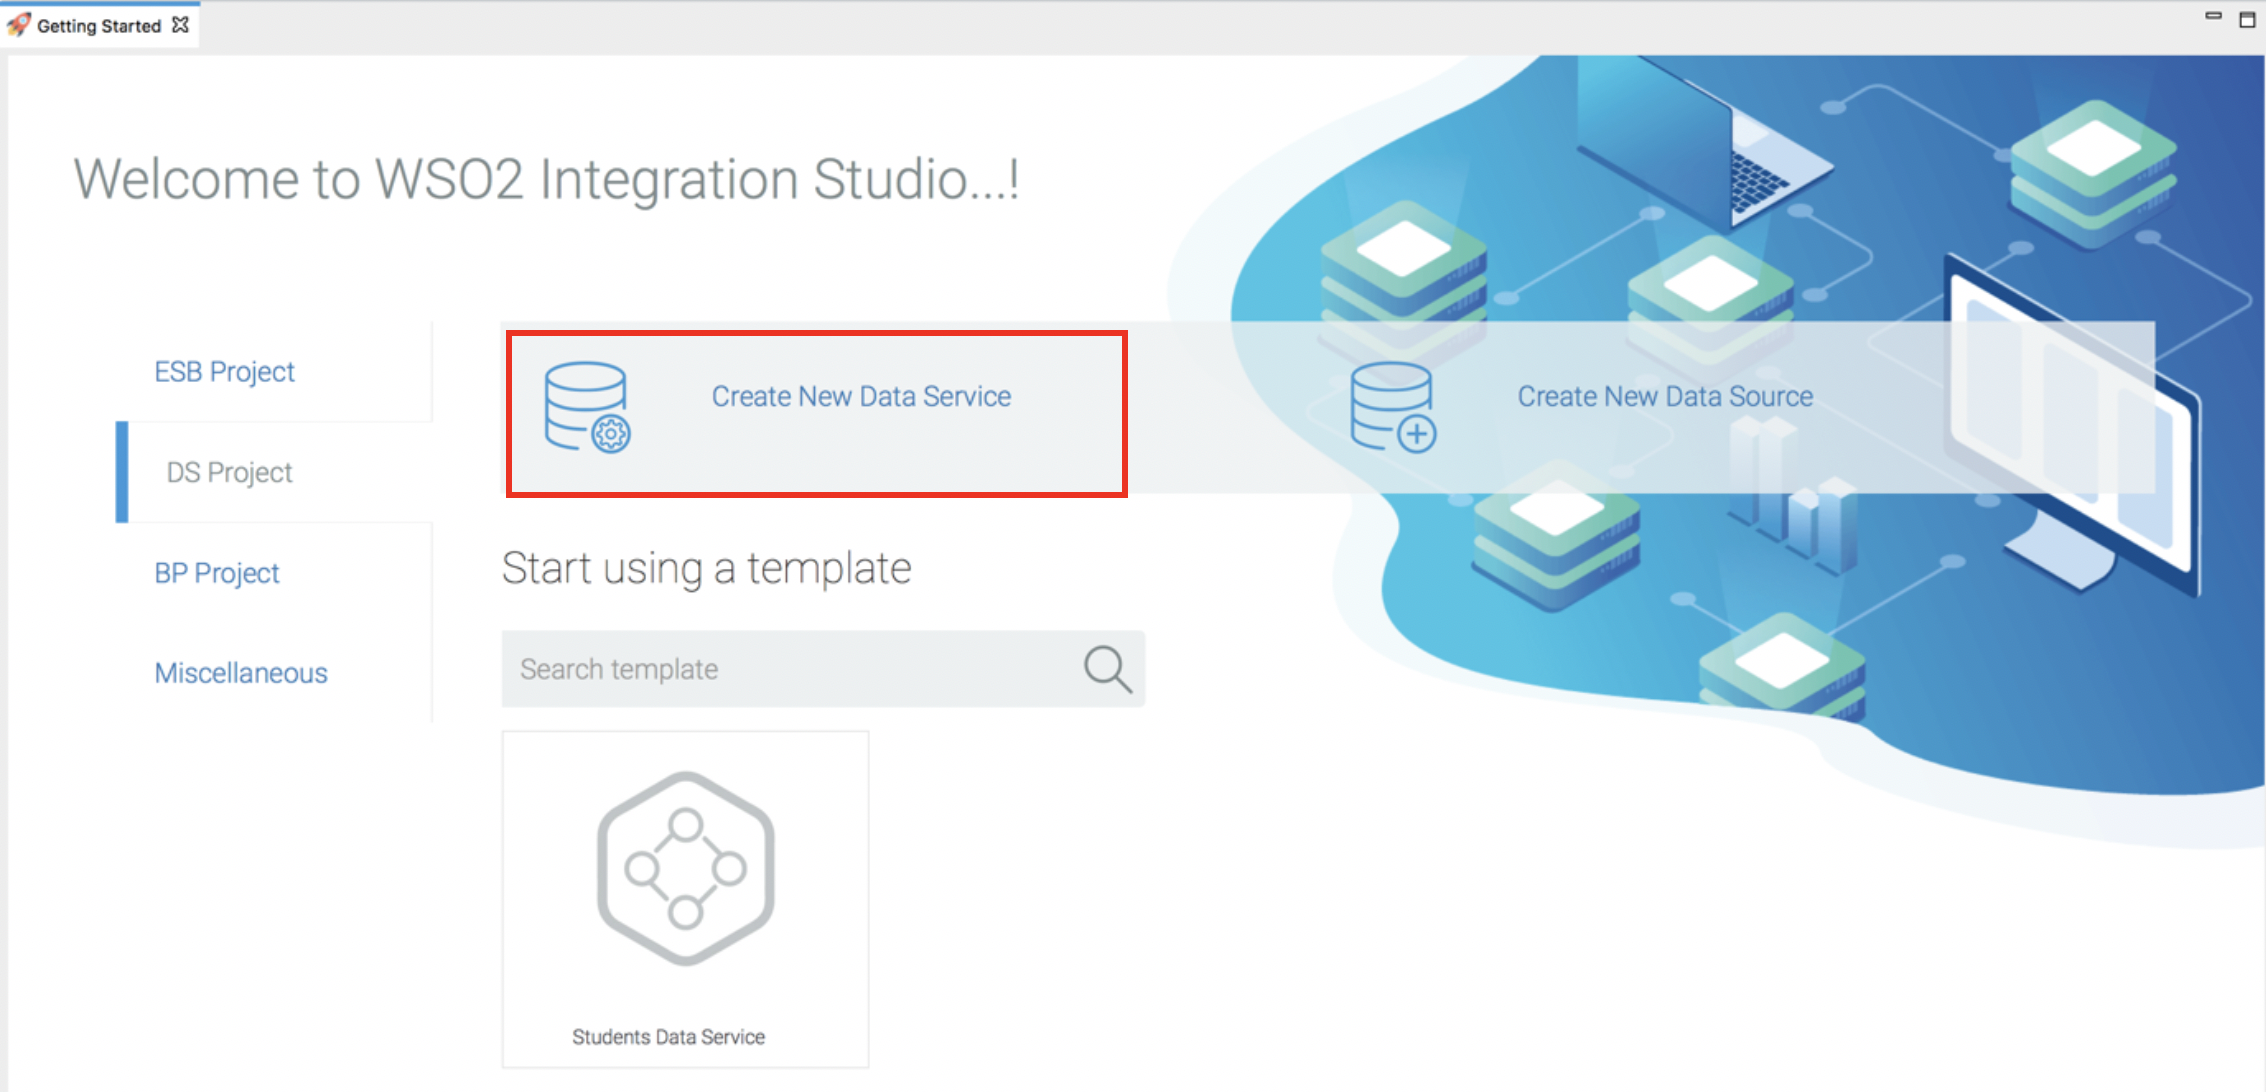 Getting Started
Welcome to WSO2 Integration Studio...!
ESB Project
DS Project
BP Project
Miscellaneous
Create New Data Service
Create New Data Source
Start using a template
Search template
Students Data Service